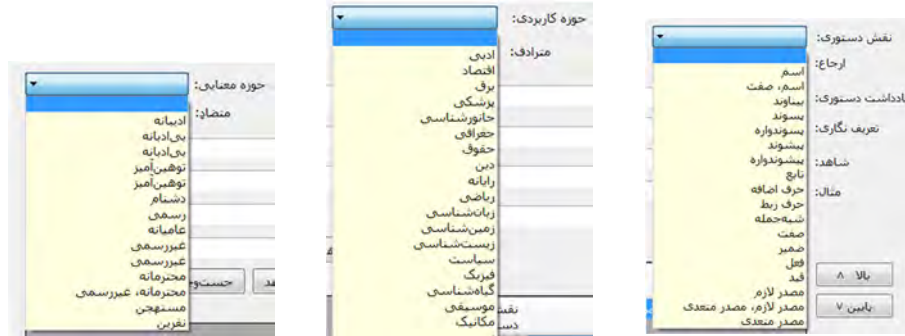 نقش دستوری:
ارجاع:
یادداشت دستوری:
تعریف نگاری:
شاهد:
مثال:
بالا ∧
پایین ∨
اسم
اسم، صفت
بیناوند
پسوند
پسوندواره
پیشوند
پیشوندواره
تابع
حرف اضافه
حرف ربط
شبه‌جمله
صفت
ضمیر
فعل
قید
مصدر لازم
مصدر لازم، مصدر متعدی
مصدر متعدی
حوزه کاربردی:
مترادف:
ادبی
اقتصاد
برق
پزشکی
جانورشناسی
جغرافی
حقوق
دین
رایانه
ریاضی
زبان‌شناسی
زمین‌شناسی
زیست‌شناسی
سیاست
فیزیک
گیاه‌شناسی
موسیقی
مکانیک
حوزه معنایی:
متضاد:
ادیبانه
بی‌ادبانه
بی‌ادبانه
توهین‌آمیز
توهین‌آمیز
دشنام
رسمی
عامیانه
غیررسمی
غیررسمی
محترمانه
محترمانه، غیررسمی
مستهجن
نفرین